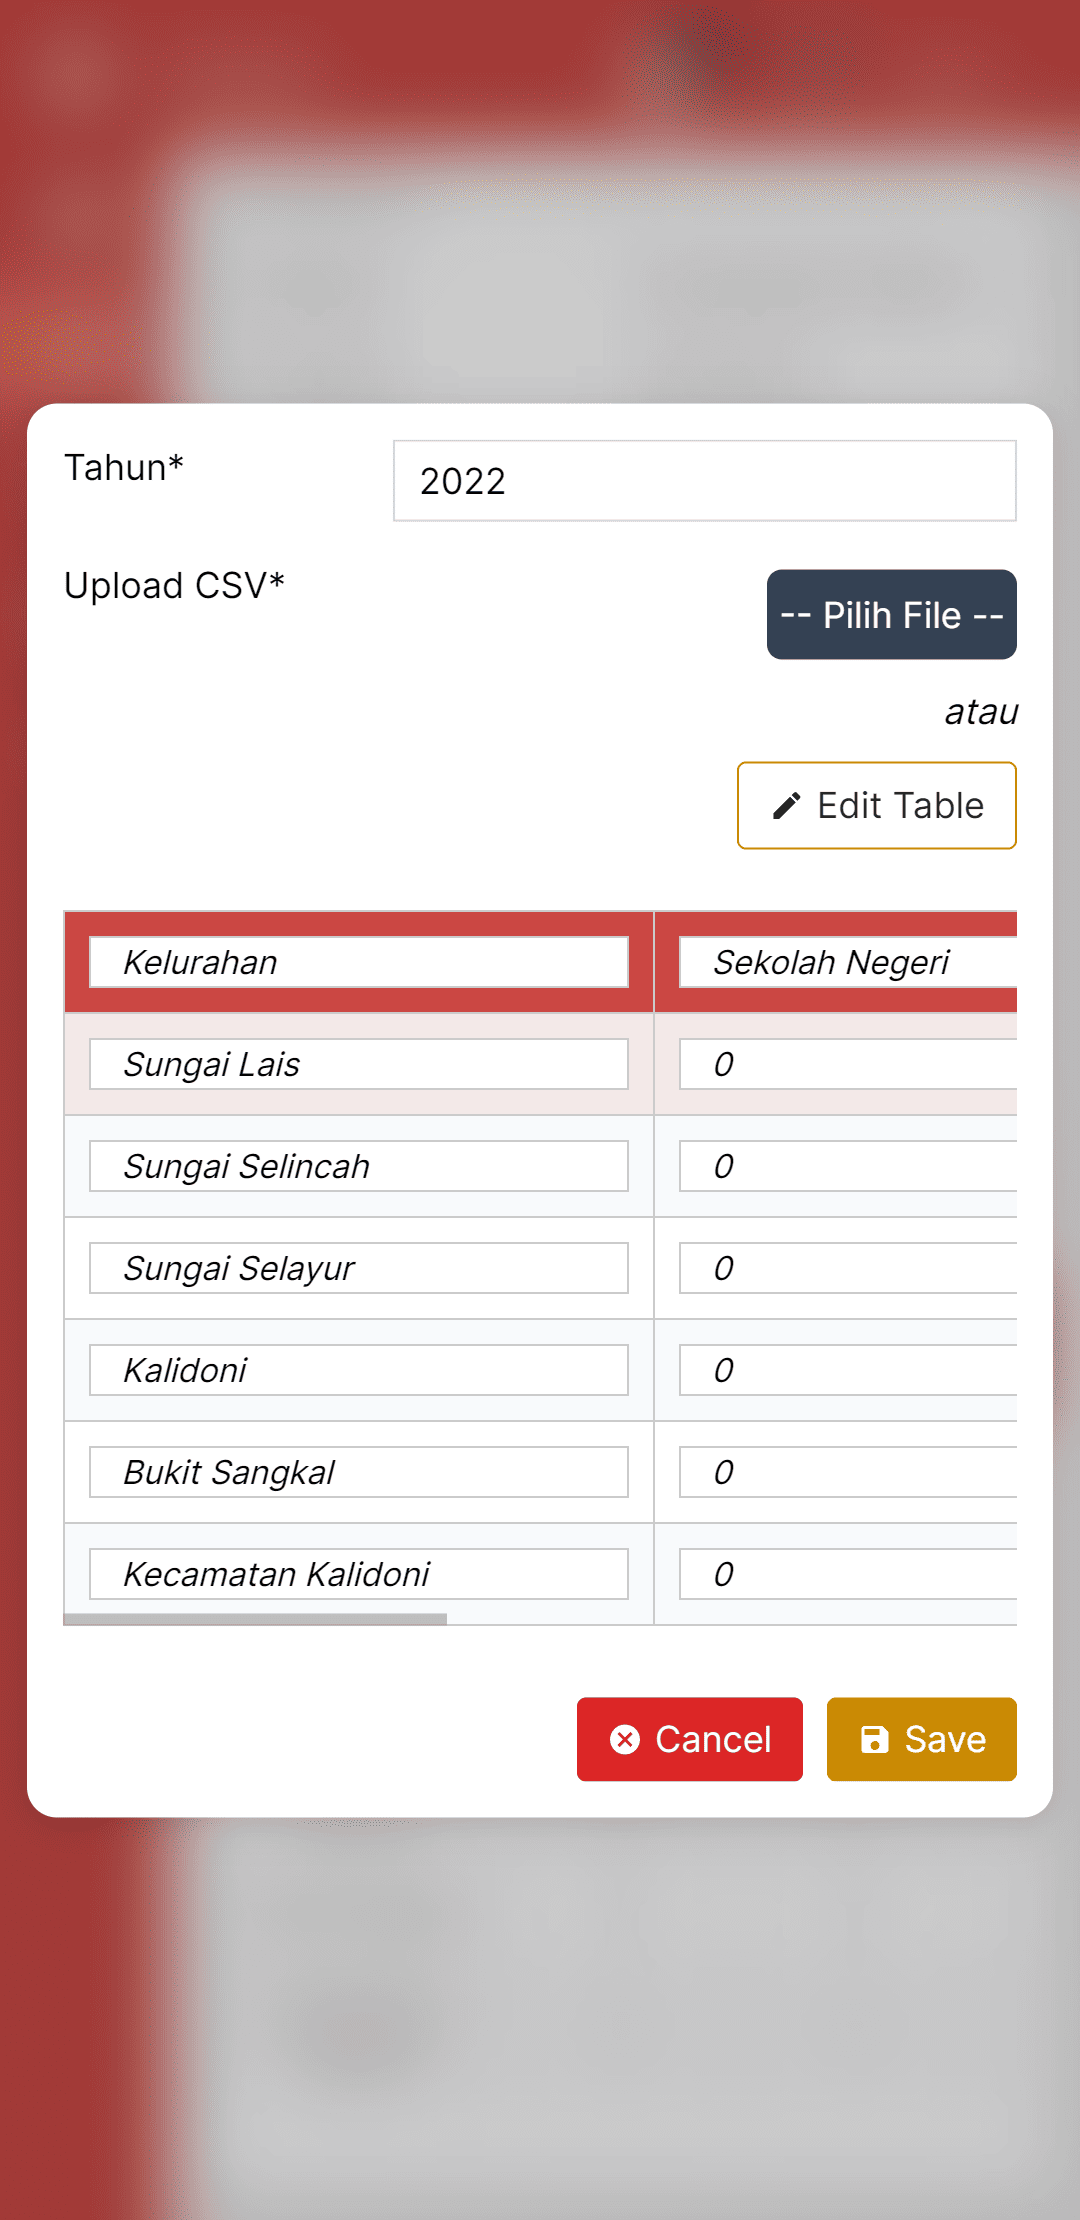 Tahun* 2022
Upload CSV* -- Pilih File --
atau
Edit Table
Kelurahan Sekolah Negeri
Sungai Lais 0
Sungai Selincah 0
Sungai Selayur 0
Kalidoni 0
Bukit Sangkal 0
Kecamatan Kalidoni 0
Cancel Save